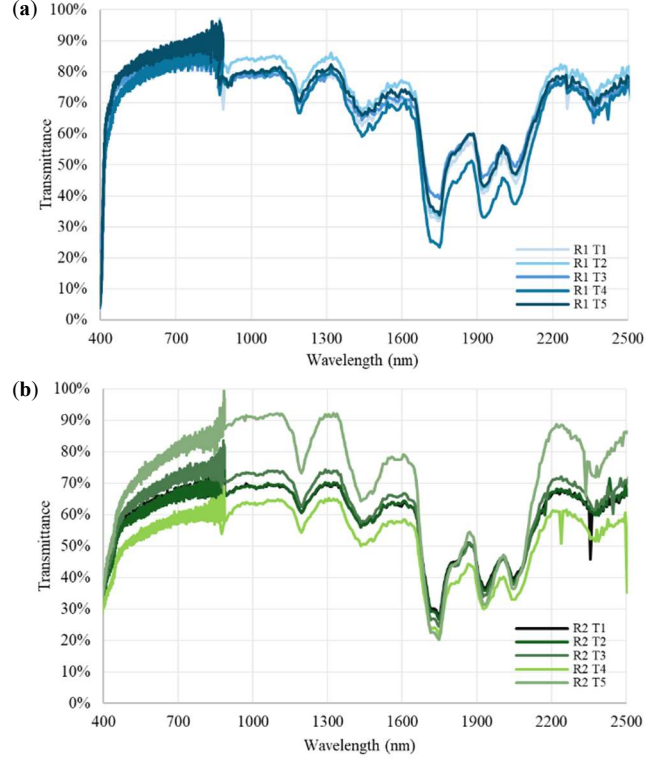 (a)
100%
90%
80%
70%
60%
50%
40%
30%
20%
10%
0%
Transmittance
R1 T1
R1 T2
R1 T3
R1 T4
R1 T5
400 700 1000 1300 1600 1900 2200 2500
Wavelength (nm)
(b)
100%
90%
80%
70%
60%
50%
40%
30%
20%
10%
0%
Transmittance
R2 T1
R2 T2
R2 T3
R2 T4
R2 T5
400 700 1000 1300 1600 1900 2200 2500
Wavelength (nm)